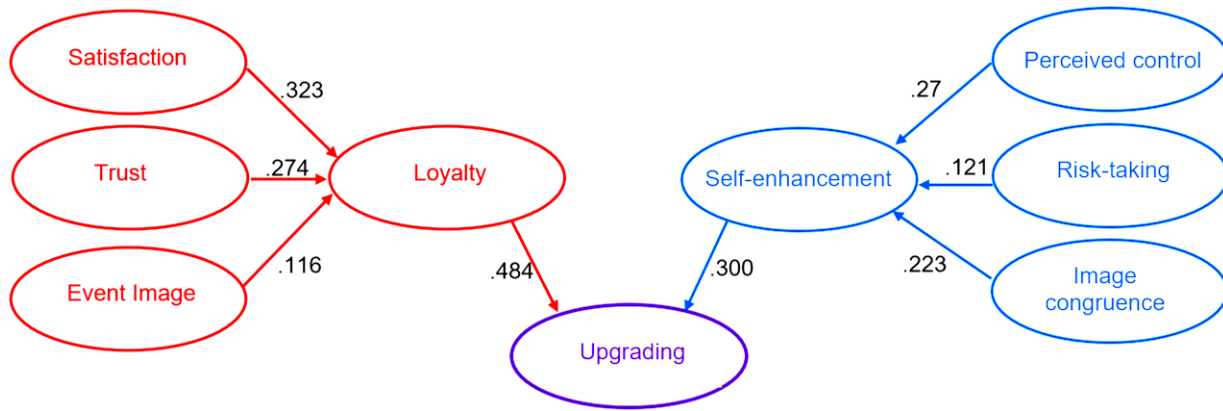 Satisfaction
Perceived control
.323
.27
Trust
.274
Loyalty
Self-enhancement
.121
Risk-taking
Event Image
.116
.484
.300
.223
Image
congruence
Upgrading